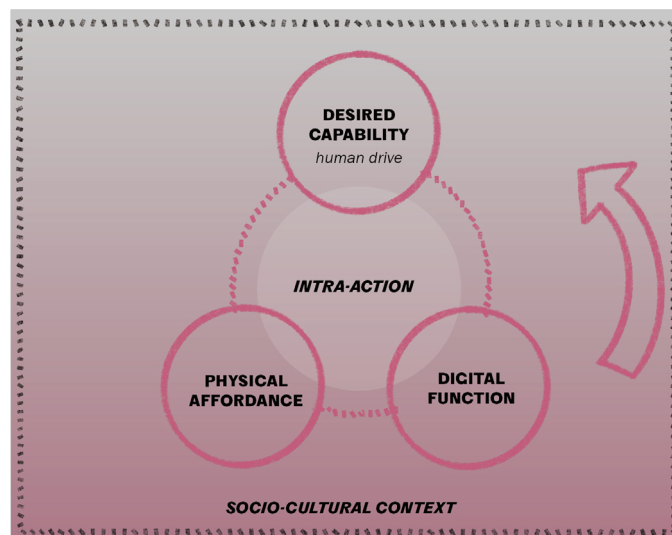 DESIRED
CAPABILITY
human drive
INTRA-ACTION
PHYSICAL
AFFORDANCE
DIGITAL
FUNCTION
SOCIO-CULTURAL CONTEXT